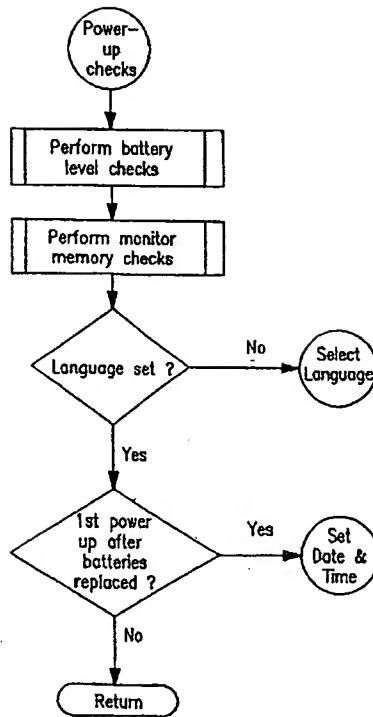 Power-
up
checks
Perform battery
level checks
Perform monitor
memory checks
Language set ?
No
Select
Language
Yes
1st power
up after
batteries
replaced ?
Yes
Set
Date &
Time
No
Return